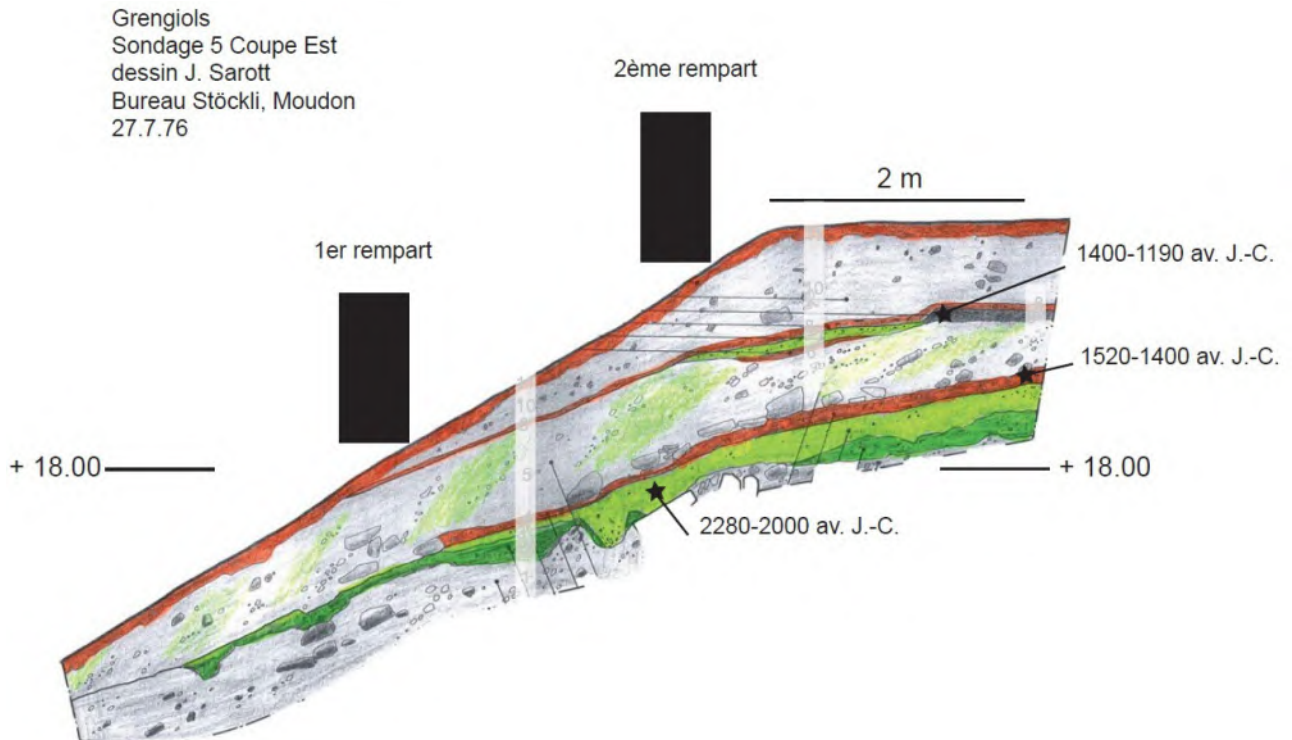 Grengiols
Sondage 5 Coupe Est
dessin J. Sarott
Bureau Stöckli, Moudon
27.7.76
2ème rempart
2 m
1er rempart
1400-1190 av. J.-C.
1520-1400 av. J.-C.
+ 18.00
+ 18.00
2280-2000 av. J.-C.